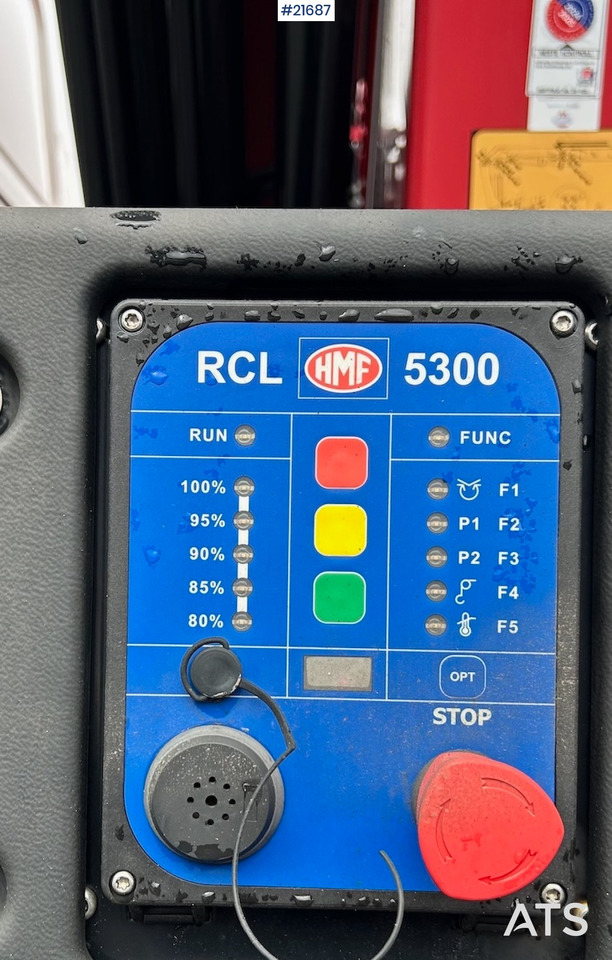 #21687
RCL HMF 5300
RUN
FUNC
100%
F1
95%
P1 F2
90%
P2 F3
85%
F4
80%
F5
OPT
STOP
ATS